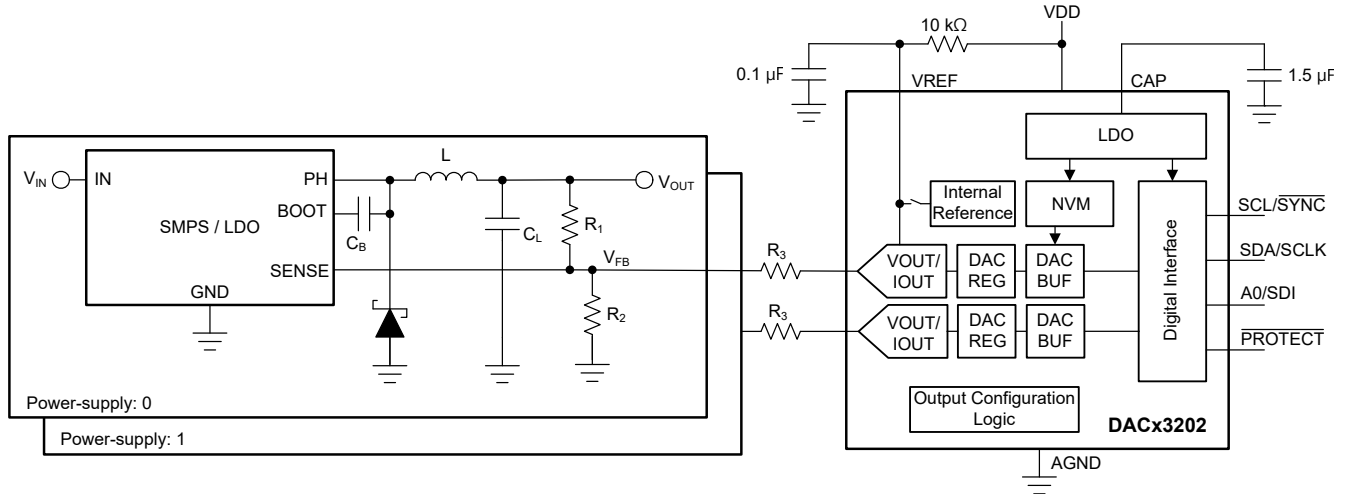 VDD
10 kΩ
0.1 µF
VREF
CAP
1.5 µF
LDO
Internal
Reference
NVM
VOUT/
IOUT
DAC
REG
DAC
BUF
VOUT/
IOUT
DAC
REG
DAC
BUF
Digital Interface
SCL/SYNC
SDA/SCLK
A0/SDI
PROTECT
Output Configuration
Logic
DACx3202
AGND
R3
R3
VIN
IN
PH
BOOT
SMPS / LDO
SENSE
GND
L
CB
CL
R1
VOUT
VFB
R2
Power-supply: 0
Power-supply: 1